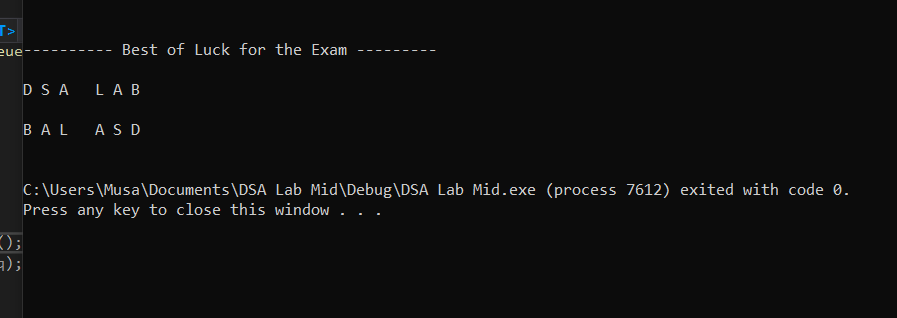 T>
eue---------- Best of Luck for the Exam ---------
D S A   L A B
B A L   A S D
C:\Users\Musa\Documents\DSA Lab Mid\Debug\DSA Lab Mid.exe (process 7612) exited with code 0.
Press any key to close this window . . .
();
q);